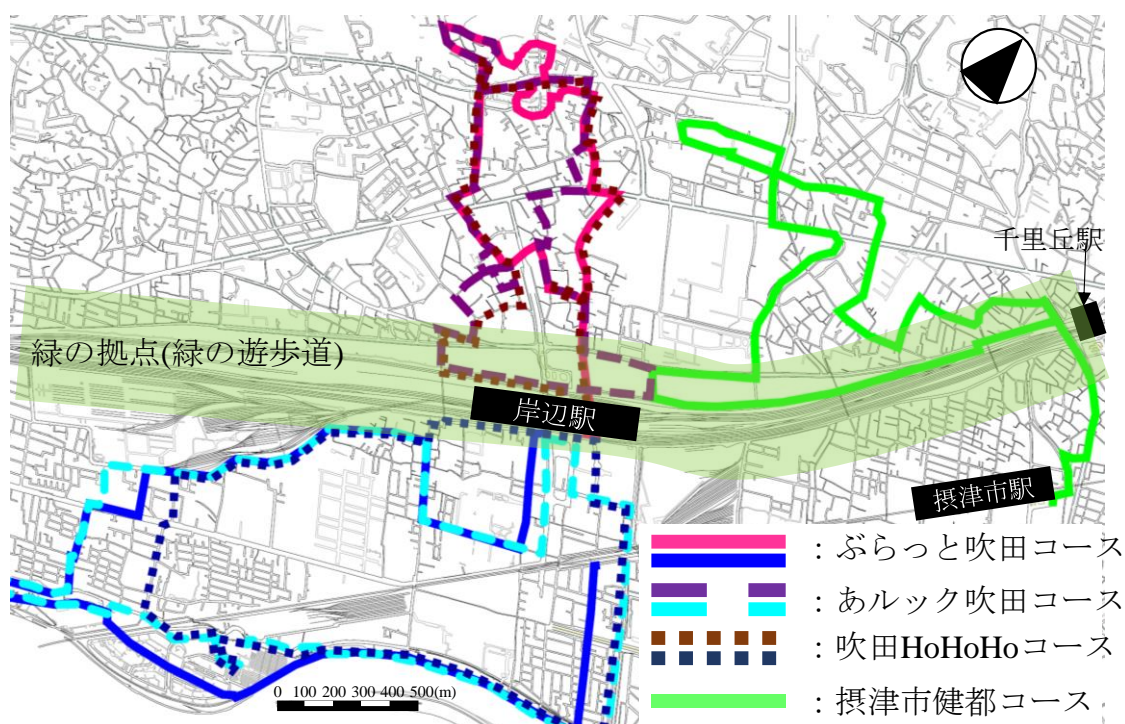 千里丘駅
緑の拠点(緑の遊歩道)
岸辺駅
摂津市駅
：ぶらっと吹田コース
：あルック吹田コース
：吹田HoHoHoコース
：摂津市健都コース
0 100 200 300 400 500(m)